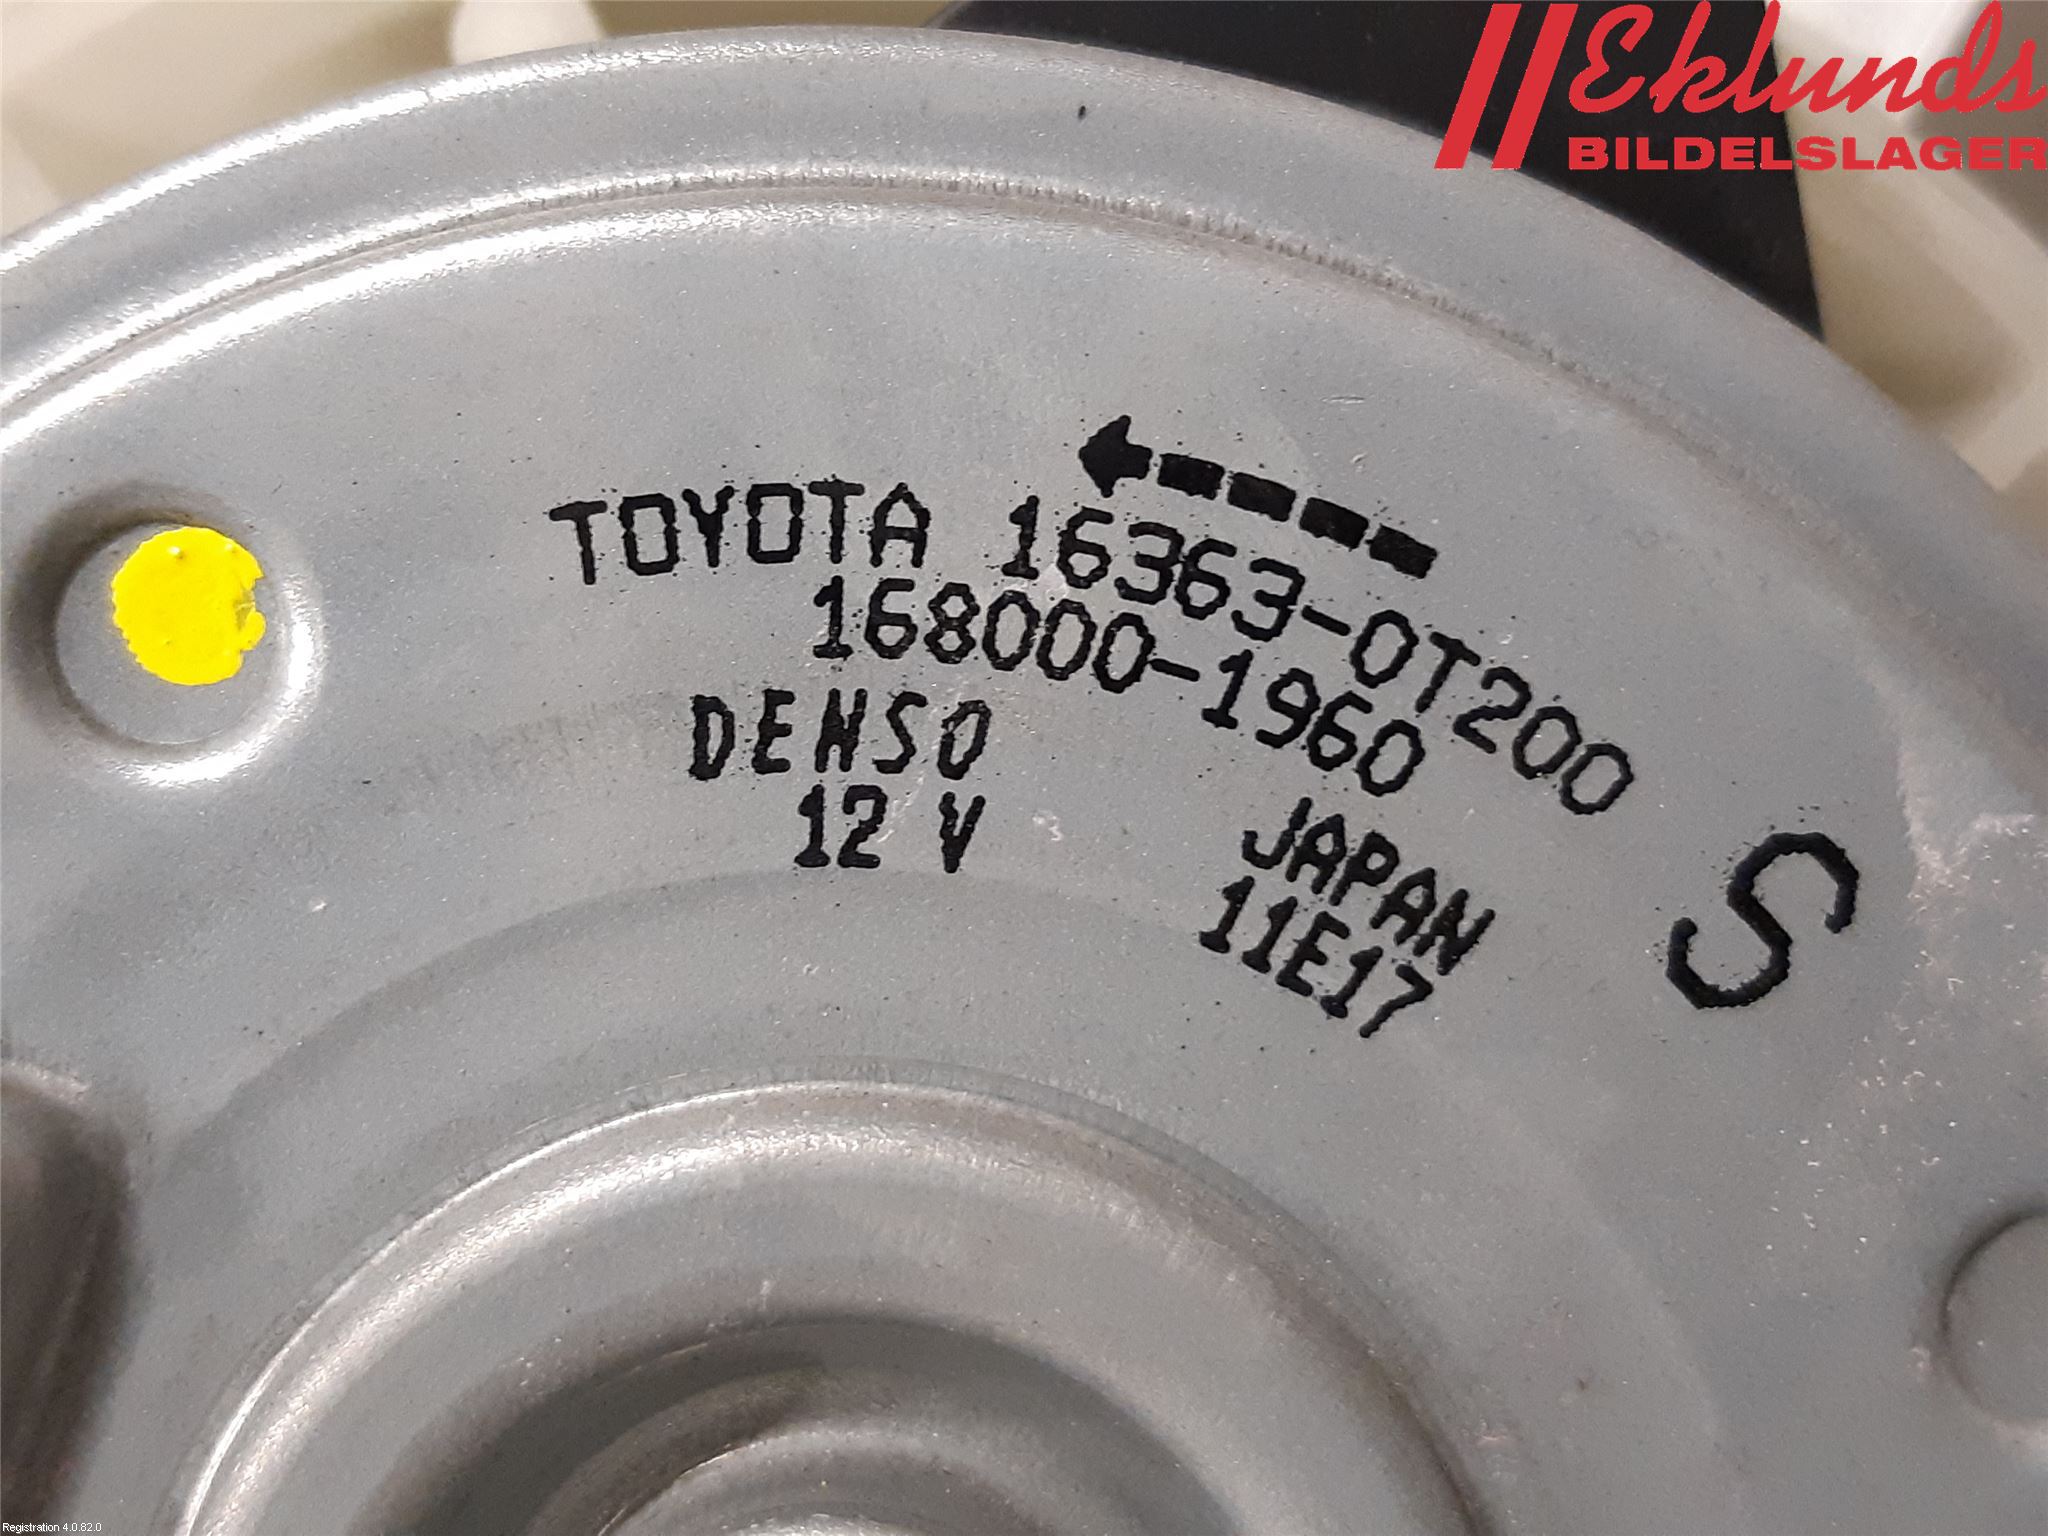 Eklunds
BILDELSLAGER
TOYOTA 16363-0T200
168000-1960
DENSO
12 V
JAPAN
11E17
S
Registration 4.0.82.0